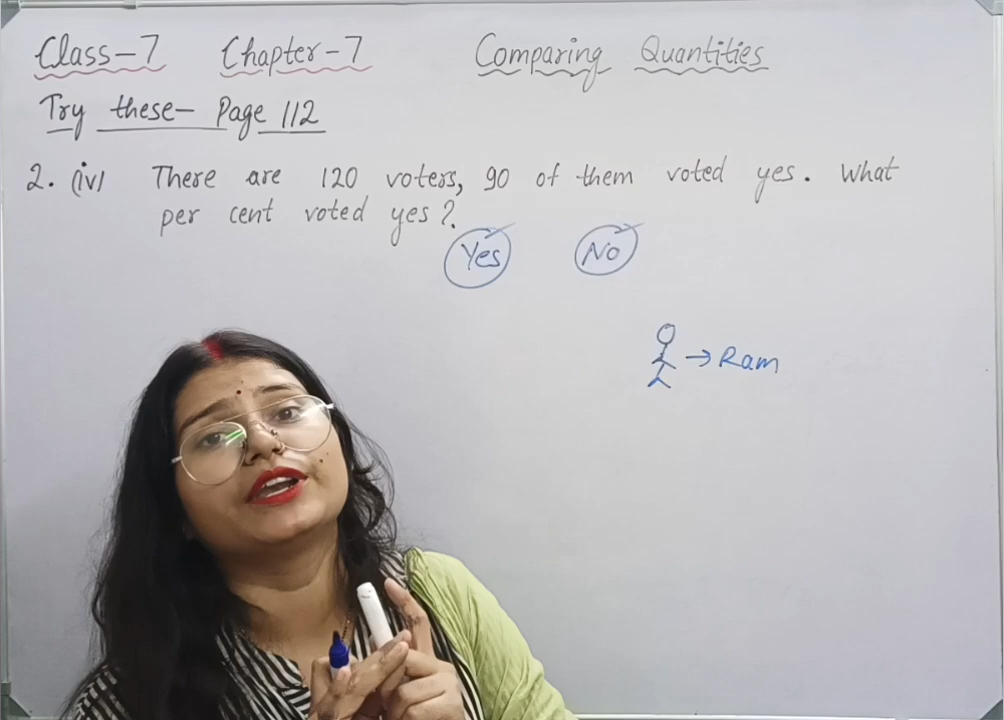 Class-7 Chapter-7 Comparing Quantities
Try these- Page 112
2. (iv) There are 120 voters, 90 of them voted yes. What
per cent voted yes?
Yes No
→ Ram